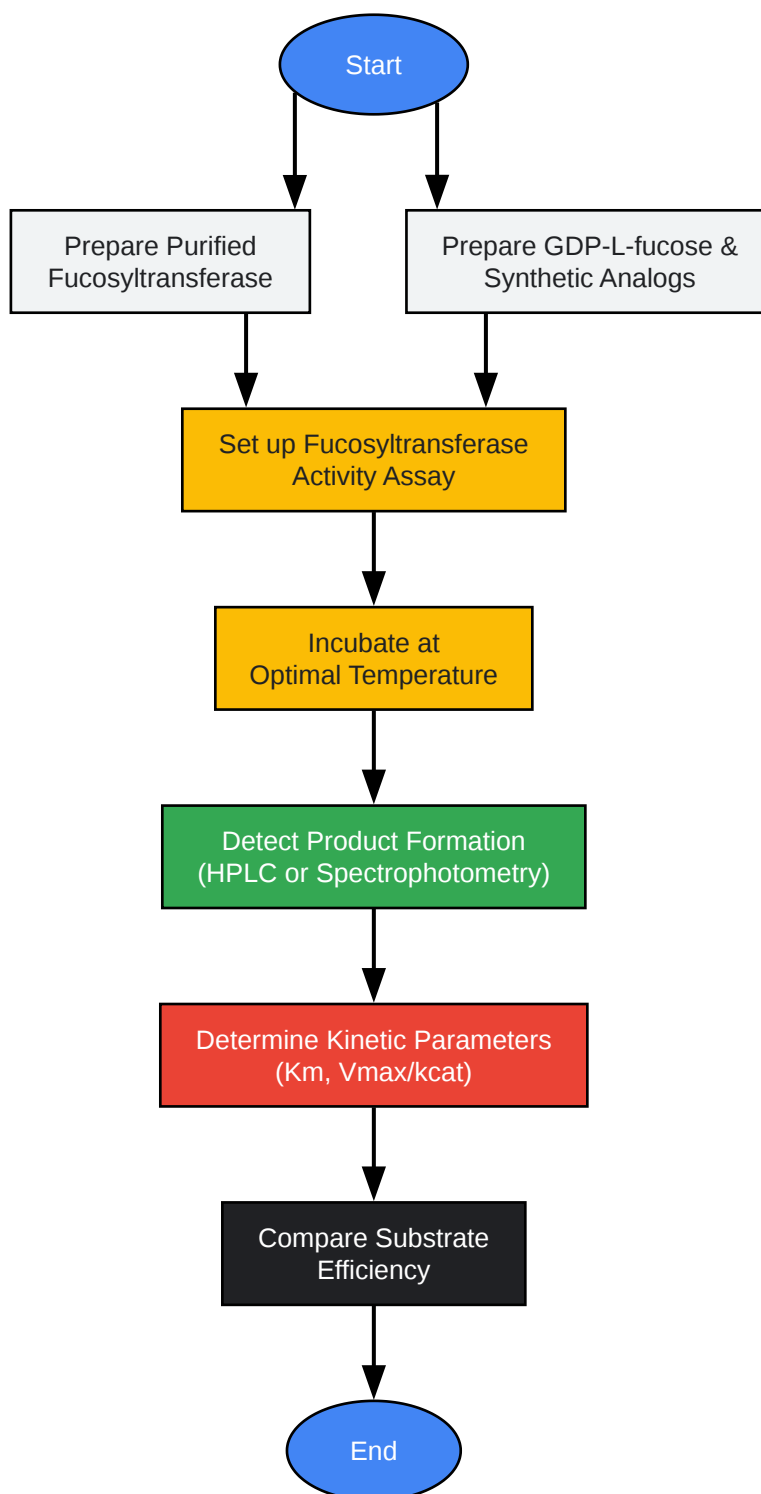 Start
Prepare Purified
Fucosyltransferase
Prepare GDP-L-fucose &
Synthetic Analogs
Set up Fucosyltransferase
Activity Assay
Incubate at
Optimal Temperature
Detect Product Formation
(HPLC or Spectrophotometry)
Determine Kinetic Parameters
(Km, Vmax/kcat)
Compare Substrate
Efficiency
End